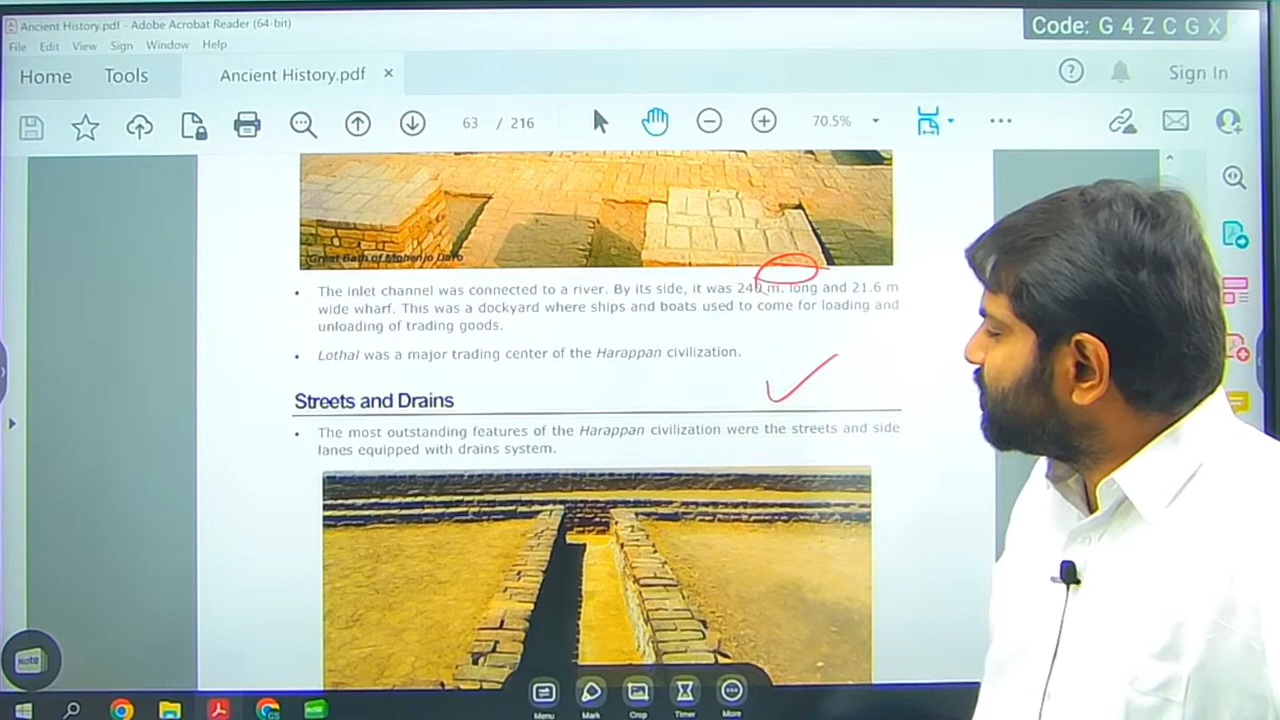 Ancient History.pdf - Adobe Acrobat Reader (64-bit)
Code: G 4 Z C G X
File Edit View Sign Window Help
Home Tools Ancient History.pdf
Sign In
63 / 216
70.5%
Great Bath of Mohenjo Daro
The inlet channel was connected to a river. By its side, it was 240 m. long and 21.6 m
wide wharf. This was a dockyard where ships and boats used to come for loading and
unloading of trading goods.
Lothal was a major trading center of the Harappan civilization.
Streets and Drains
The most outstanding features of the Harappan civilization were the streets and side
lanes equipped with drains system.
Note
Menu Mark Crop Timer More